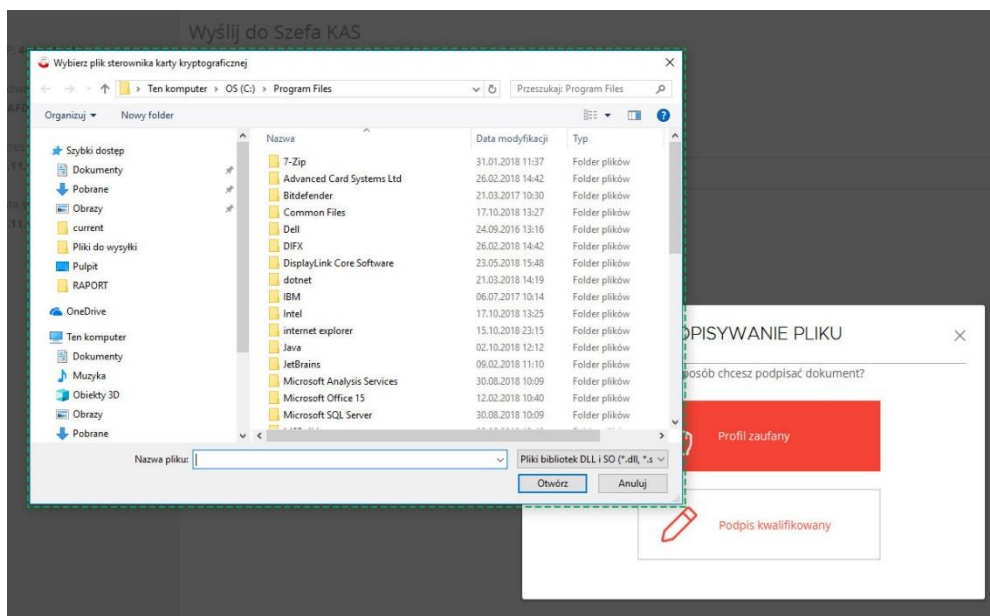 Wyślij do Szefa KAS
Wybierz plik sterownika karty kryptograficznej
Ten komputer > OS (C:) > Program Files
Przeszukaj: Program Files
Organizuj
Nowy folder
Nazwa
Data modyfikacji
Typ
Szybki dostęp
Dokumenty
Pobrane
Obrazy
current
Pliki do wysyłki
Pulpit
RAPORT
OneDrive
Ten komputer
Dokumenty
Muzyka
Obiekty 3D
Obrazy
Pobrane
7-Zip 31.01.2018 11:37 Folder plików
Advanced Card Systems Ltd 26.02.2018 14:42 Folder plików
Bitdefender 21.03.2017 10:30 Folder plików
Common Files 17.10.2018 13:27 Folder plików
Dell 24.09.2016 13:16 Folder plików
DIFX 26.02.2018 14:42 Folder plików
DisplayLink Core Software 23.05.2018 15:48 Folder plików
dotnet 21.03.2018 14:19 Folder plików
IBM 06.07.2017 10:14 Folder plików
Intel 17.10.2018 13:25 Folder plików
internet explorer 15.10.2018 23:15 Folder plików
Java 02.10.2018 12:12 Folder plików
JetBrains 09.02.2018 11:10 Folder plików
Microsoft Analysis Services 30.08.2018 10:09 Folder plików
Microsoft Office 15 12.02.2018 10:40 Folder plików
Microsoft SQL Server 30.08.2018 10:09 Folder plików
Nazwa pliku:
Pliki bibliotek DLL i SO (*.dll, *.s
Otwórz
Anuluj
PISYWANIE PLIKU
posób chcesz podpisać dokument?
Profil zaufany
Podpis kwalifikowany